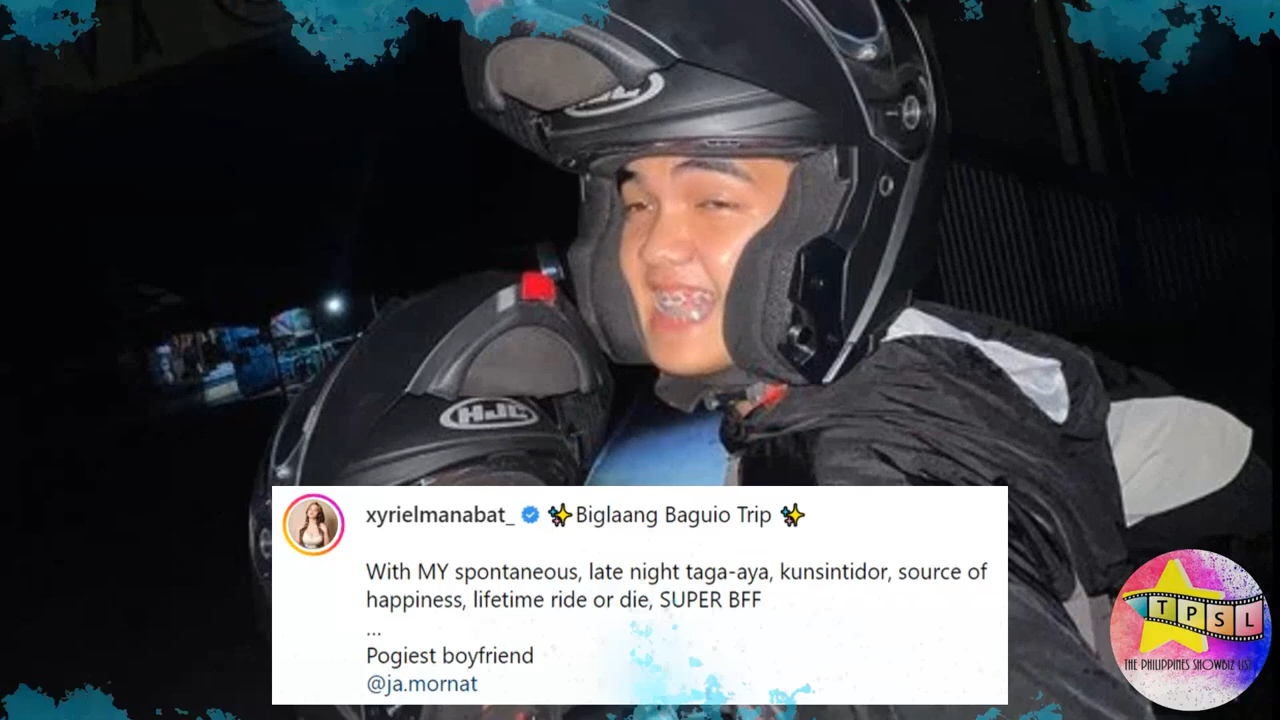 HJC
xyrielmanabat_ ✨Biglaang Baguio Trip ✨
With MY spontaneous, late night taga-aya, kunsintidor, source of
happiness, lifetime ride or die, SUPER BFF
...
Pogiest boyfriend
@ja.mornat
TPSL
THE PHILIPPINES SHOWBIZ LIST